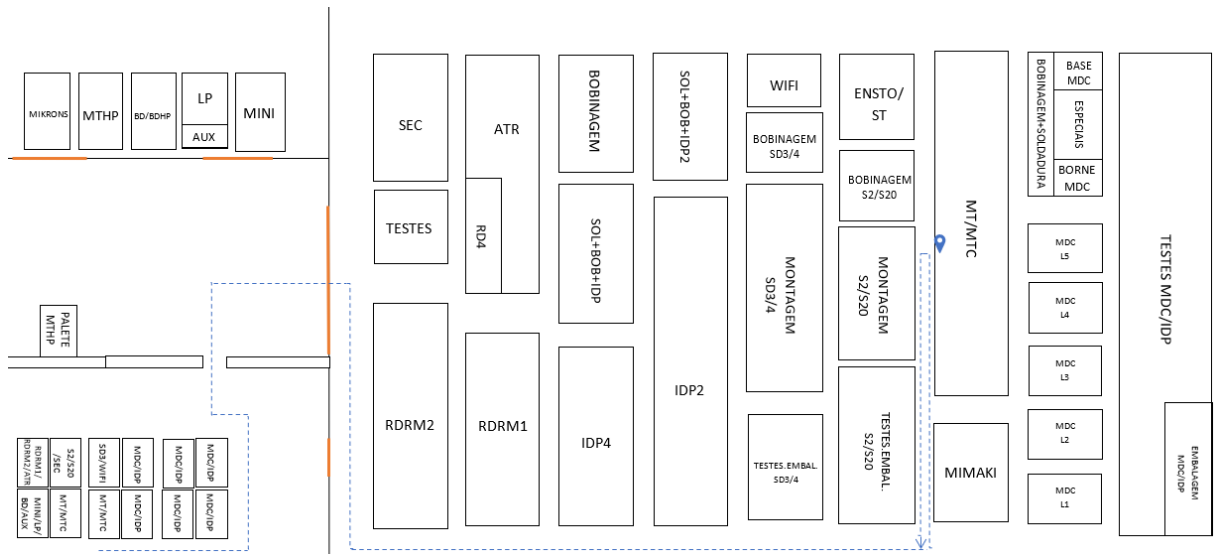 MIKRONS
MTHP
BD/BDHP
LP
AUX
MINI
SEC
TESTES
RDRM2
ATR
RD4
RDRM1
BOBINAGEM
SOL+BOB+IDP
IDP4
SOL+BOB+IDP2
IDP2
WIFI
BOBINAGEM
SD3/4
MONTAGEM
SD3/4
TESTES.EMBAL.
SD3/4
ENSTO/
ST
BOBINAGEM
S2/S20
MONTAGEM
S2/S20
TESTES.EMBAL.
S2/S20
MT/MTC
MIMAKI
BOBINAGEM+SOLDADURA
BASE
MDC
ESPECIAIS
BORNE
MDC
MDC
L5
MDC
L4
MDC
L3
MDC
L2
MDC
L1
TESTES MDC/IDP
EMBALAGEM
MDC/IDP
PALETE
MTHP
RDRM1/
RDRM2/ATR
S2/S20
/SEC
SD3/WIFI
MDC/IDP
MDC/IDP
MDC/IDP
MINI/LP/
BD/AUX
MT/MTC
MT/MTC
MDC/IDP
MDC/IDP
MDC/IDP